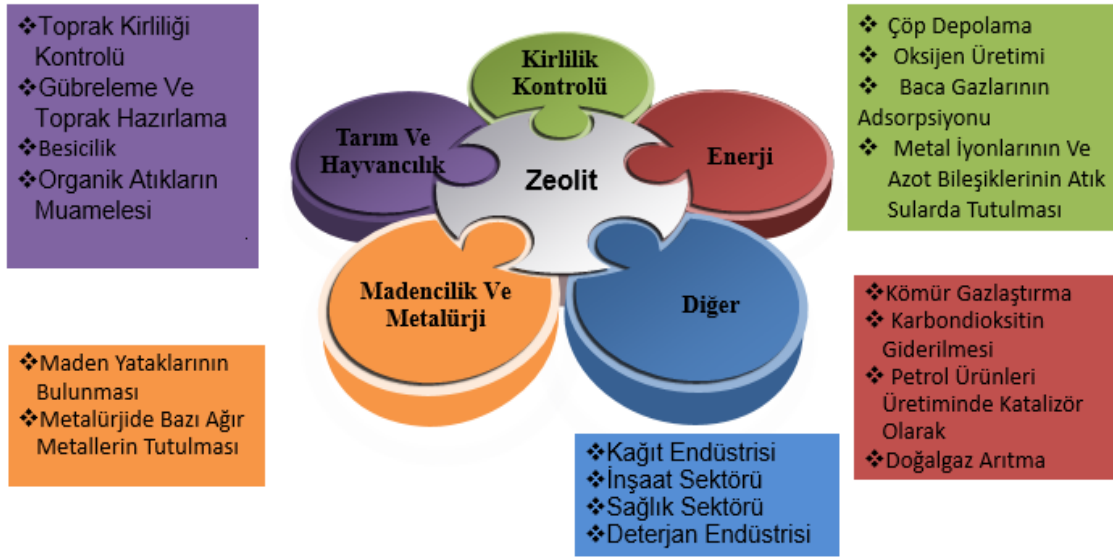 ❖Toprak Kirliliği
Kontrolü
❖Gübreleme Ve
Toprak Hazırlama
❖Besicilik
❖Organik Atıkların
Muamelesi
.
Kirlilik
Kontrolü
Tarım Ve
Hayvancılık
Zeolit
Enerji
Madencilik Ve
Metalürji
Diğer
❖ Çöp Depolama
❖ Oksijen Üretimi
❖ Baca Gazlarının
Adsorpsiyonu
❖ Metal İyonlarının Ve
Azot Bileşiklerinin Atık
Sularda Tutulması
❖Maden Yataklarının
Bulunması
❖Metalürjide Bazı Ağır
Metallerin Tutulması
❖Kömür Gazlaştırma
❖ Karbondioksitin
Giderilmesi
❖ Petrol Ürünleri
Üretiminde Katalizör
Olarak
❖Doğalgaz Arıtma
❖Kağıt Endüstrisi
❖İnşaat Sektörü
❖Sağlık Sektörü
❖Deterjan Endüstrisi